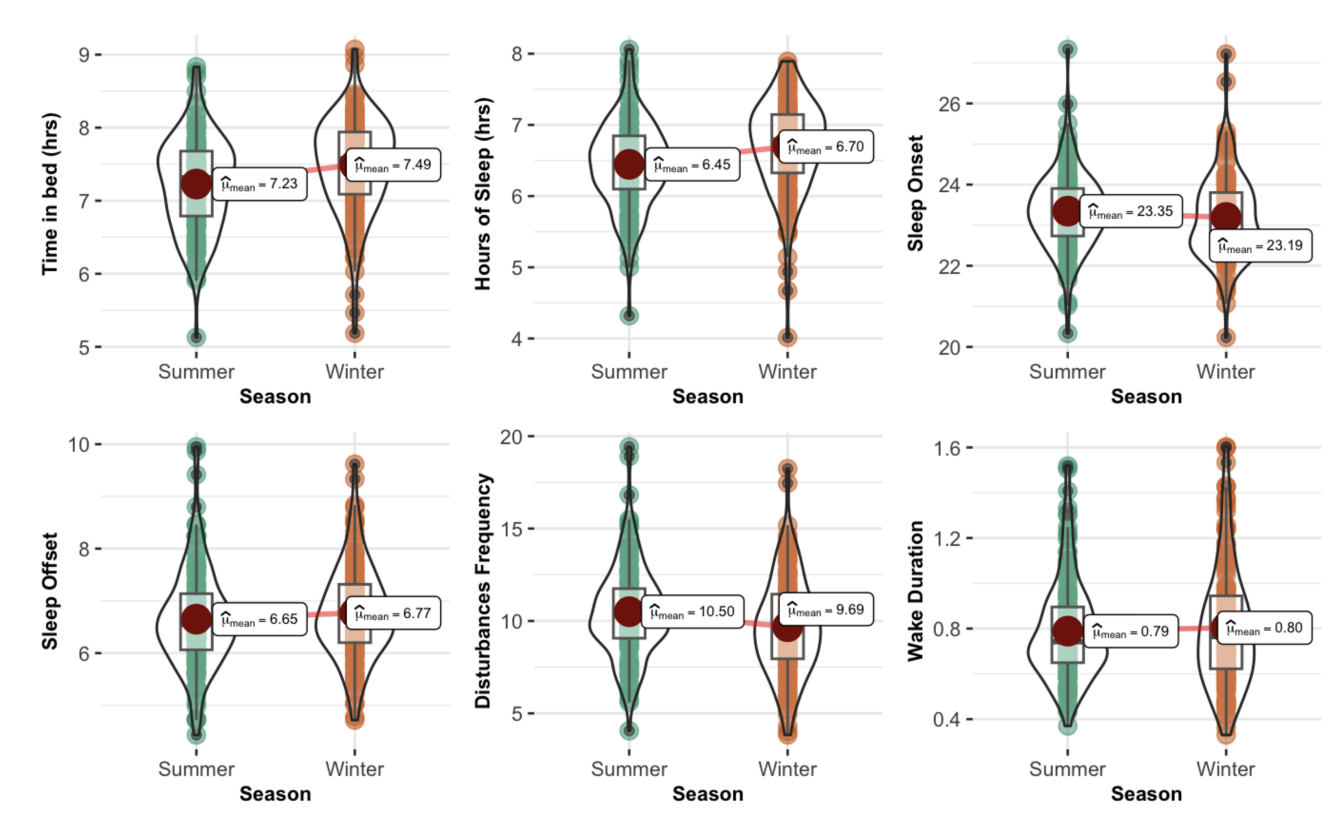 Time in bed (hrs)
9
8
7
6
5
μ̂mean = 7.23
μ̂mean = 7.49
Summer
Winter
Season
Hours of Sleep (hrs)
8
7
6
5
4
μ̂mean = 6.45
μ̂mean = 6.70
Summer
Winter
Season
Sleep Onset
26
24
22
20
μ̂mean = 23.35
μ̂mean = 23.19
Summer
Winter
Season
Sleep Offset
10
8
6
μ̂mean = 6.65
μ̂mean = 6.77
Summer
Winter
Season
Disturbances Frequency
20
15
10
5
μ̂mean = 10.50
μ̂mean = 9.69
Summer
Winter
Season
Wake Duration
1.6
1.2
0.8
0.4
μ̂mean = 0.79
μ̂mean = 0.80
Summer
Winter
Season